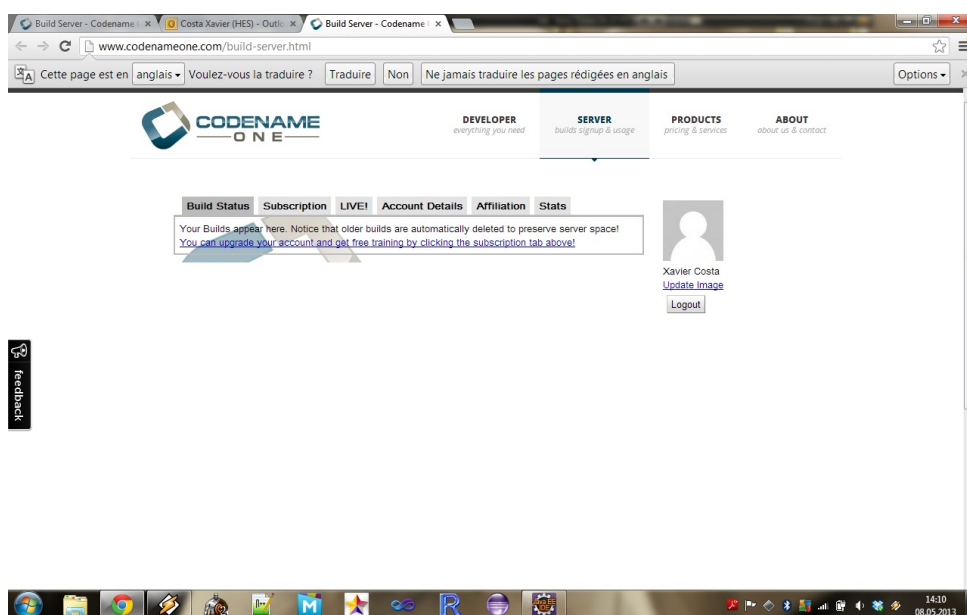 Build Server - Codename
Costa Xavier (HES) - Outlo
Build Server - Codename
www.codenameone.com/build-server.html
Cette page est en anglais Voulez-vous la traduire ? Traduire Non Ne jamais traduire les pages rédigées en anglais Options
CODENAME
ONE
DEVELOPER
everything you need
SERVER
builds signup & usage
PRODUCTS
pricing & services
ABOUT
about us & contact
Build Status Subscription LIVE! Account Details Affiliation Stats
Your Builds appear here. Notice that older builds are automatically deleted to preserve server space!
You can upgrade your account and get free training by clicking the subscription tab above!
Xavier Costa
Update Image
Logout
feedback
14:10
08.05.2013